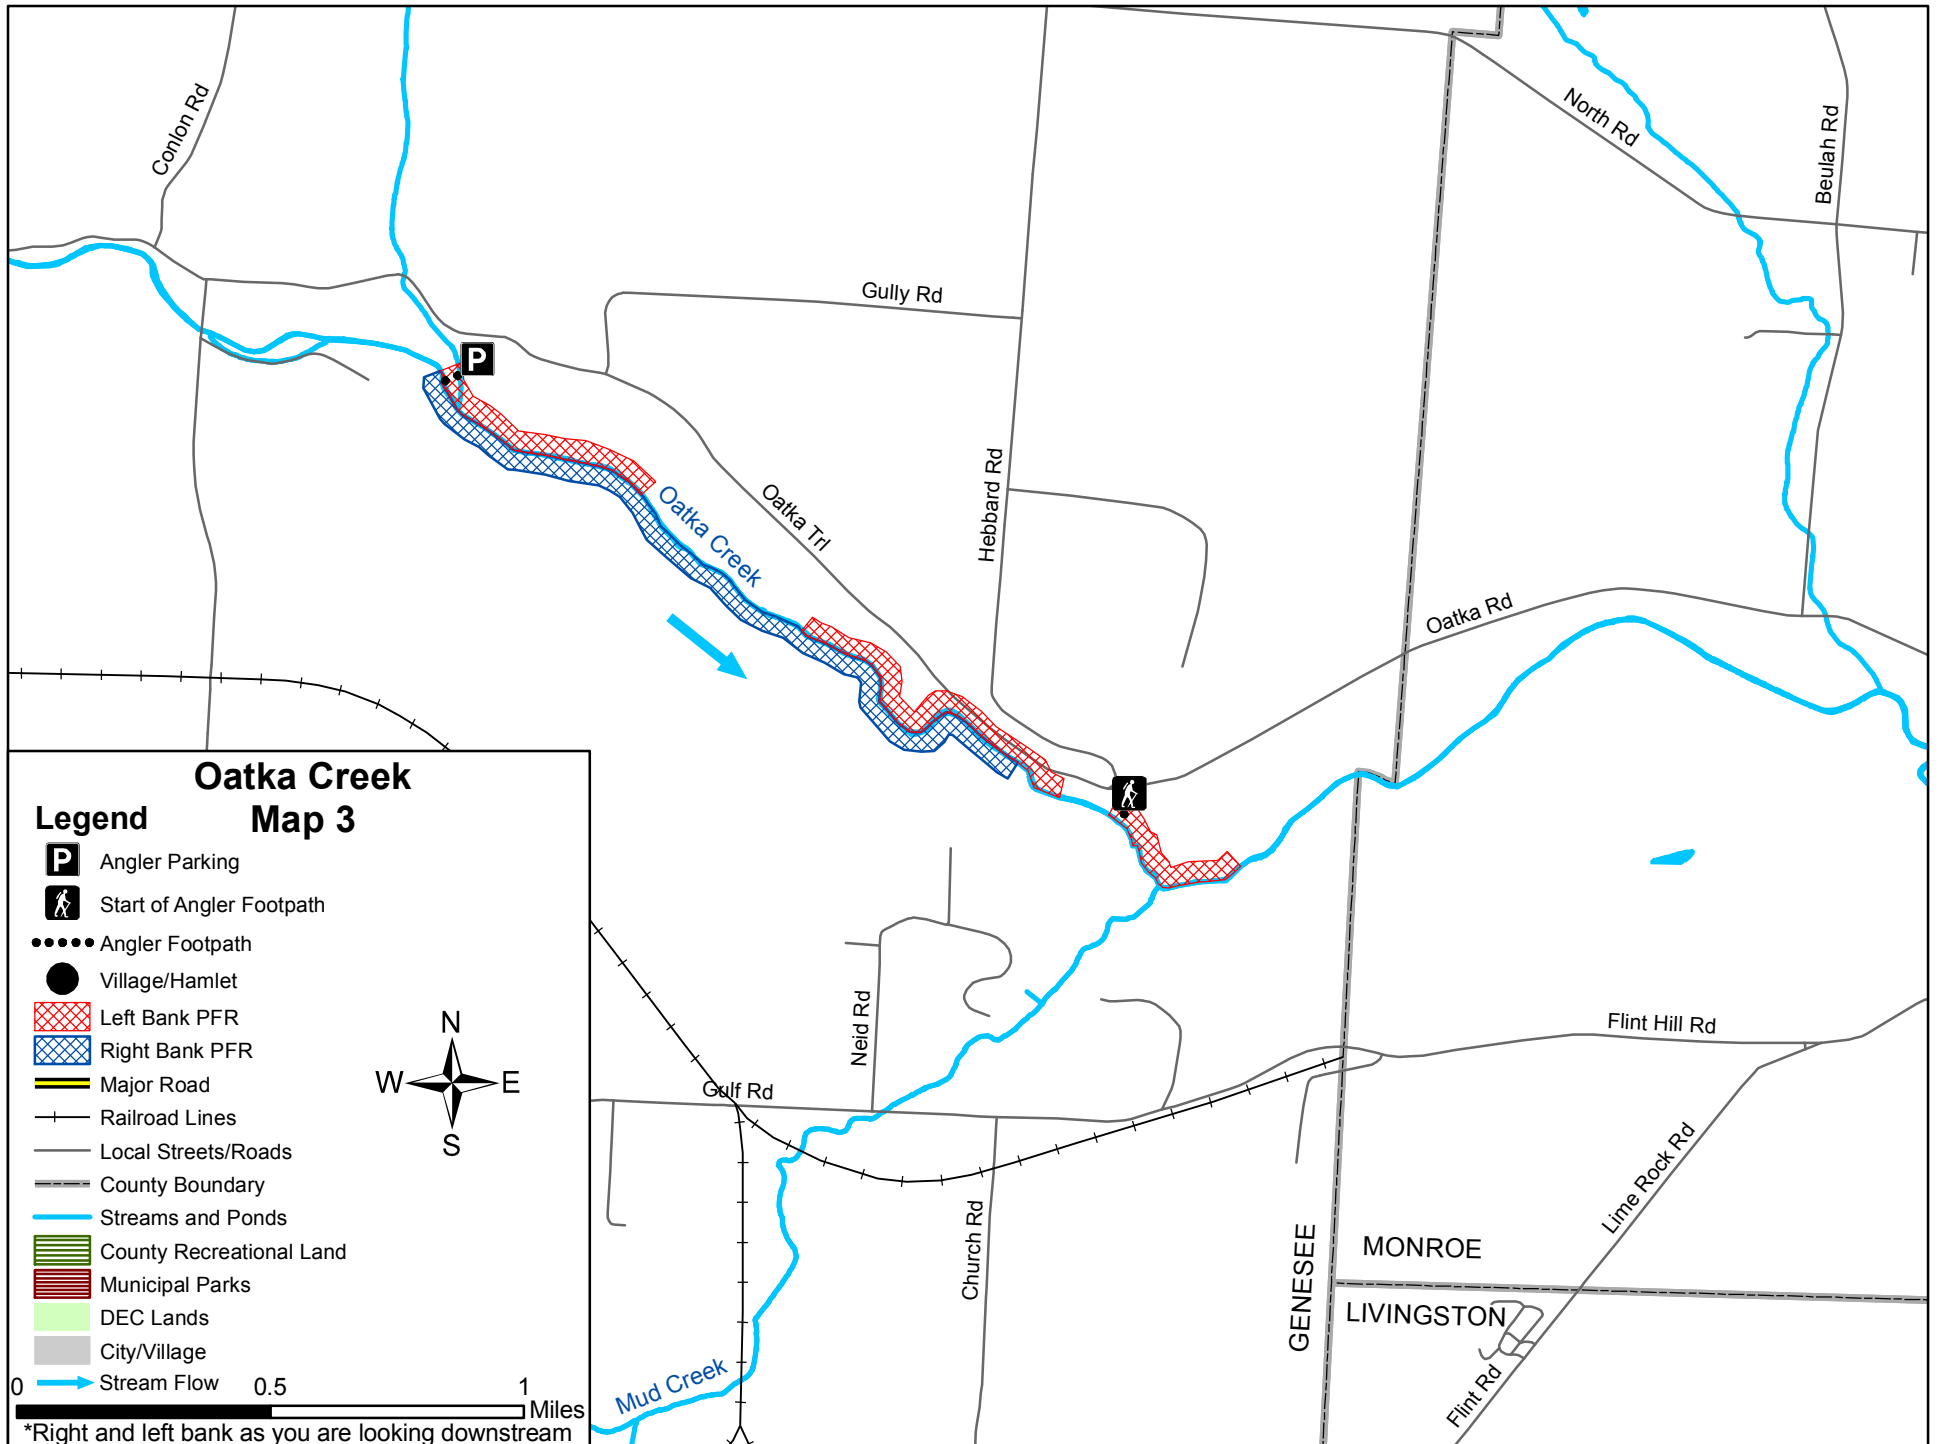 Conlon Rd
North Rd
Beulah Rd
Gully Rd
P
Oatka Creek
Oatka Trl
Hebbard Rd
Oatka Rd
Neid Rd
Gulf Rd
Flint Hill Rd
Lime Rock Rd
Church Rd
GENESEE
MONROE
LIVINGSTON
Flint Rd
Mud Creek
Oatka Creek
Map 3
Legend
P Angler Parking
Start of Angler Footpath
Angler Footpath
Village/Hamlet
Left Bank PFR
Right Bank PFR
Major Road
Railroad Lines
Local Streets/Roads
County Boundary
Streams and Ponds
County Recreational Land
Municipal Parks
DEC Lands
City/Village
Stream Flow
N
W E
S
0 0.5 1
Miles
*Right and left bank as you are looking downstream